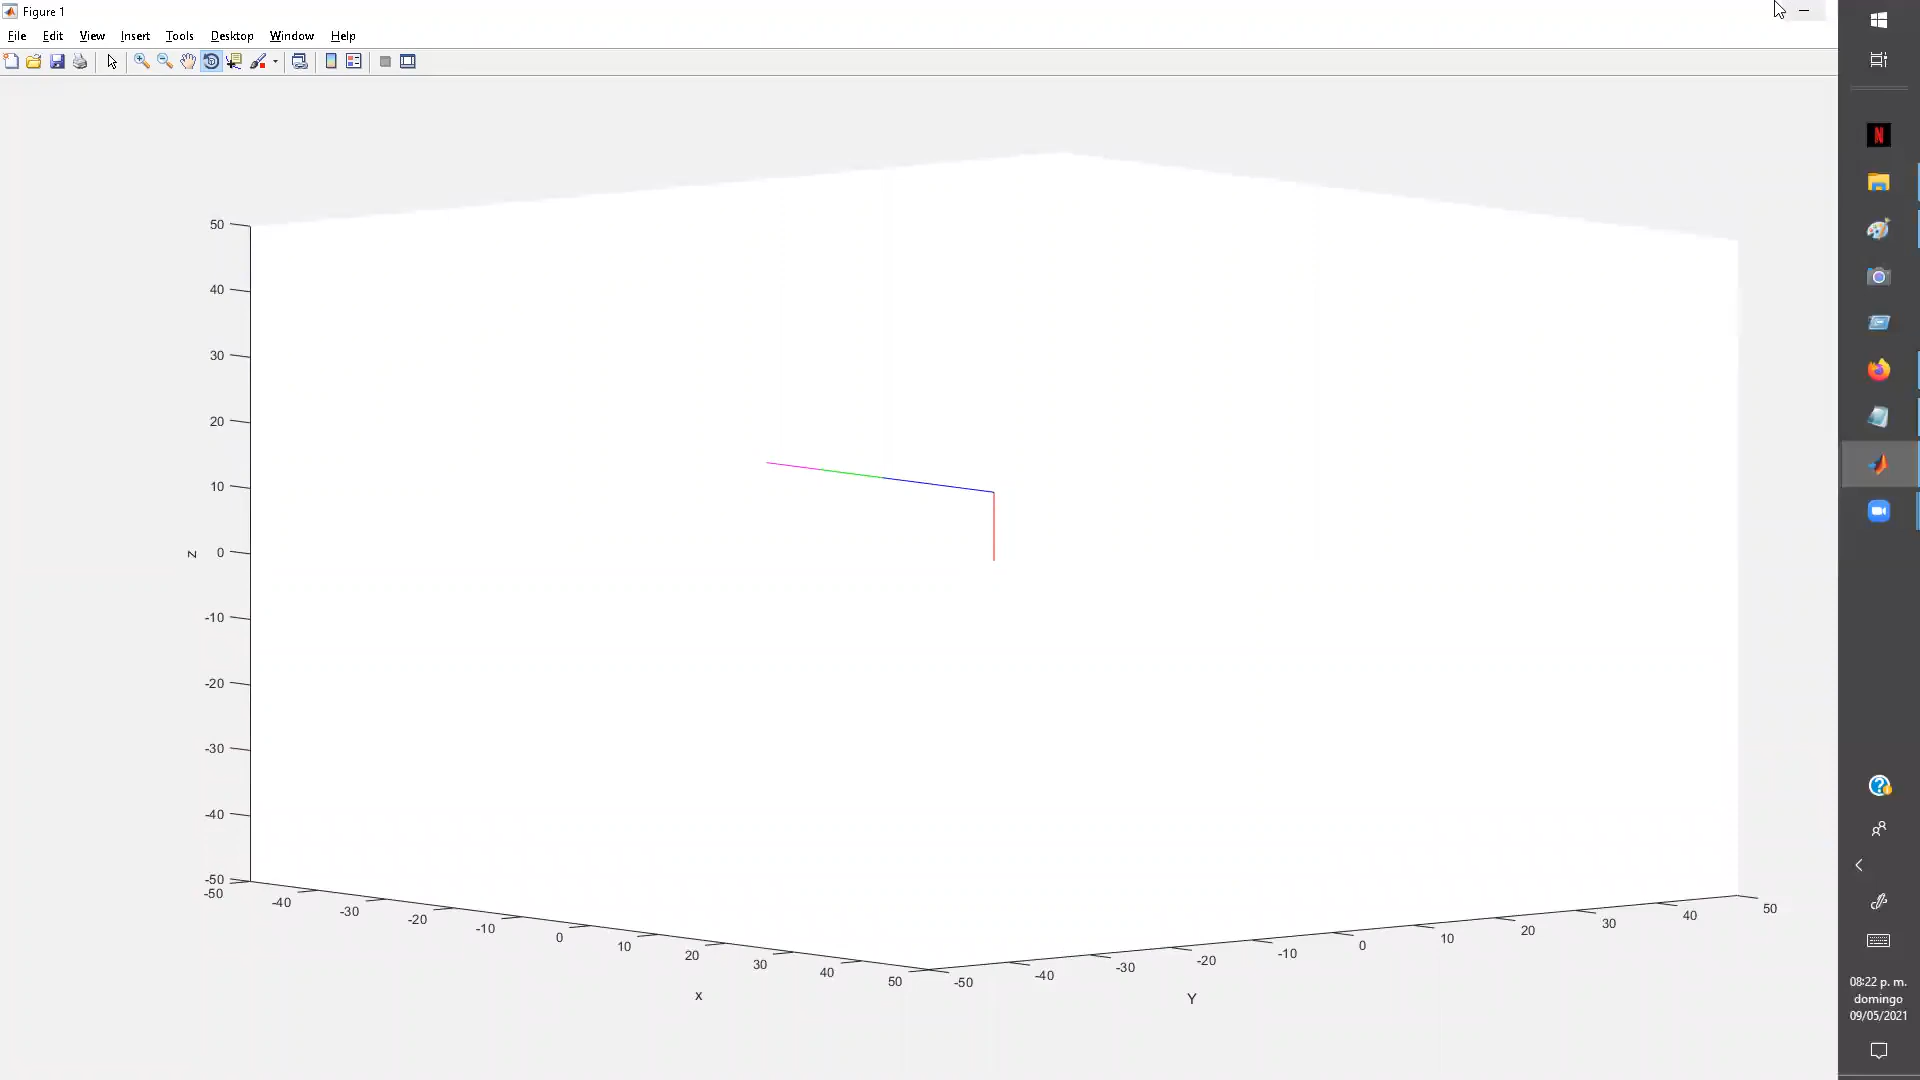 Figure 1
File Edit View Insert Tools Desktop Window Help
50
40
30
20
10
0
-10
-20
-30
-40
-50
z
-50 -40 -30 -20 -10 0 10 20 30 40 50
x
-50 -40 -30 -20 -10 0 10 20 30 40 50
Y
N
?
08:22 p. m.
domingo
09/05/2021